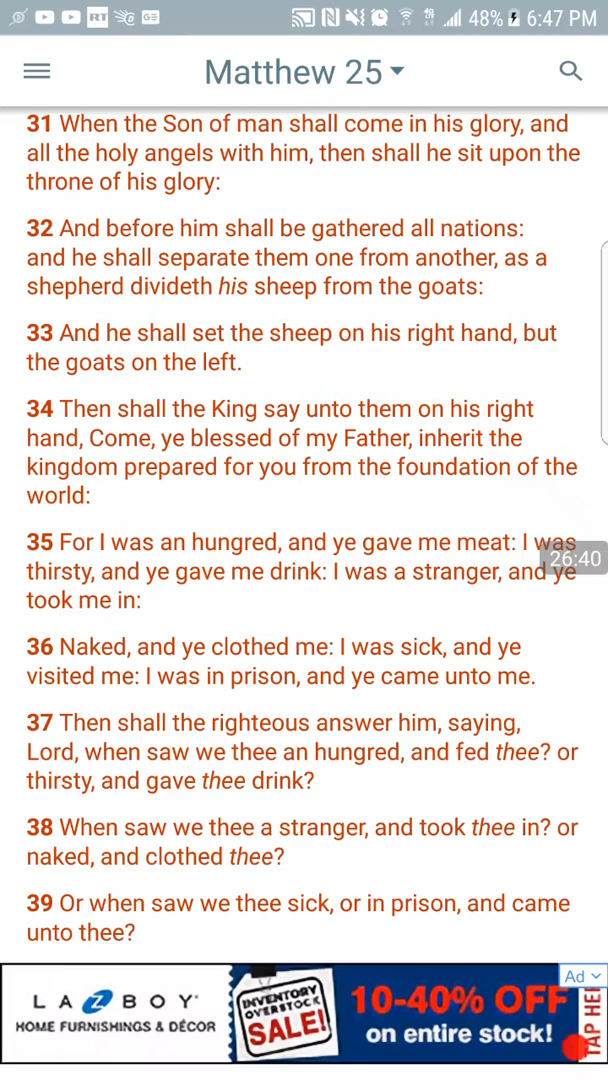 RT GE 48% 6:47 PM
Matthew 25
31 When the Son of man shall come in his glory, and
all the holy angels with him, then shall he sit upon the
throne of his glory:
32 And before him shall be gathered all nations:
and he shall separate them one from another, as a
shepherd divideth his sheep from the goats:
33 And he shall set the sheep on his right hand, but
the goats on the left.
34 Then shall the King say unto them on his right
hand, Come, ye blessed of my Father, inherit the
kingdom prepared for you from the foundation of the
world:
35 For I was an hungred, and ye gave me meat: I was
26:40
thirsty, and ye gave me drink: I was a stranger, and ye
took me in:
36 Naked, and ye clothed me: I was sick, and ye
visited me: I was in prison, and ye came unto me.
37 Then shall the righteous answer him, saying,
Lord, when saw we thee an hungred, and fed thee? or
thirsty, and gave thee drink?
38 When saw we thee a stranger, and took thee in? or
naked, and clothed thee?
39 Or when saw we thee sick, or in prison, and came
unto thee?
Ad
LA Z BOY
HOME FURNISHINGS & DÉCOR
INVENTORY
OVERSTOCK
SALE!
10-40% OFF
on entire stock!
TAP HE